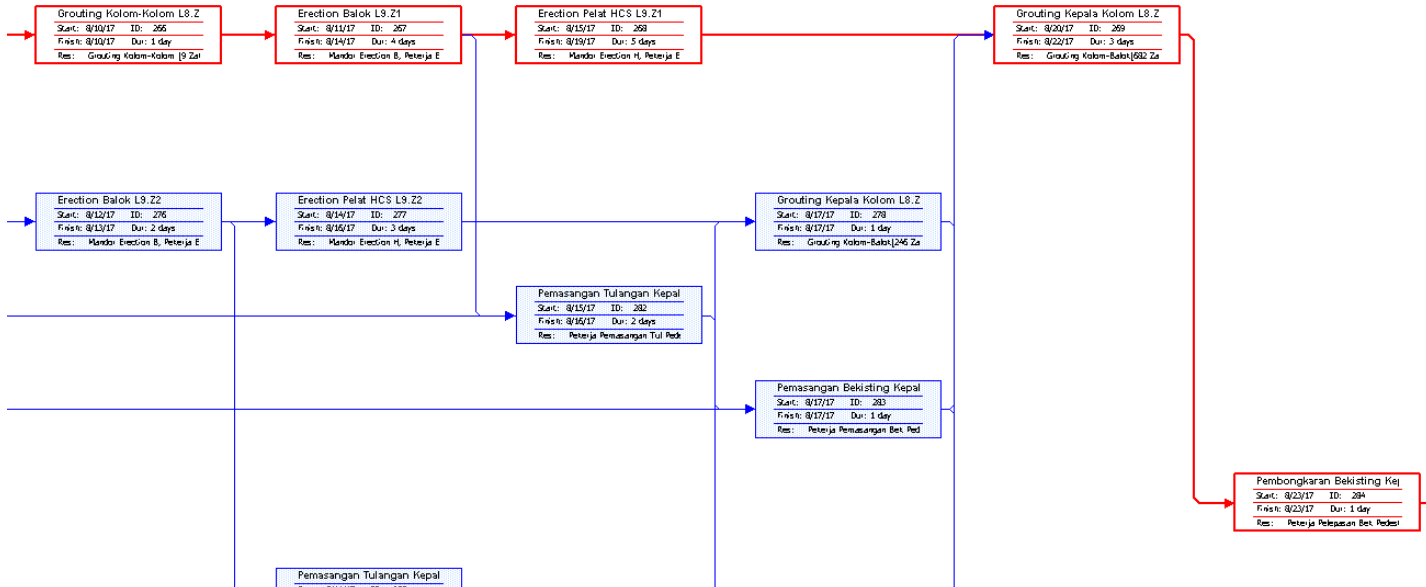 Grouting Kolom-Kolom L8.Z
Start: 8/10/17 ID: 266
Finish: 8/10/17 Dur: 1 day
Res: Grouting Kolom-Kolom [9 Zal
Erection Balok L9.Z1
Start: 8/11/17 ID: 267
Finish: 8/14/17 Dur: 4 days
Res: Mandor Erection B, Pekerja E
Erection Pelat HCS L9.Z1
Start: 8/15/17 ID: 268
Finish: 8/19/17 Dur: 5 days
Res: Mandor Erection H, Pekerja E
Grouting Kepala Kolom L8.Z
Start: 8/20/17 ID: 269
Finish: 8/22/17 Dur: 3 days
Res: Grouting Kolom-Balok[682 Za
Erection Balok L9.Z2
Start: 8/12/17 ID: 276
Finish: 8/13/17 Dur: 2 days
Res: Mandor Erection B, Pekerja E
Erection Pelat HCS L9.Z2
Start: 8/14/17 ID: 277
Finish: 8/16/17 Dur: 3 days
Res: Mandor Erection H, Pekerja E
Grouting Kepala Kolom L8.Z
Start: 8/17/17 ID: 278
Finish: 8/17/17 Dur: 1 day
Res: Grouting Kolom-Balok[246 Za
Pemasangan Tulangan Kepal
Start: 8/15/17 ID: 282
Finish: 8/16/17 Dur: 2 days
Res: Pekerja Pemasangan Tul Pede
Pemasangan Bekisting Kepal
Start: 8/17/17 ID: 283
Finish: 8/17/17 Dur: 1 day
Res: Pekerja Pemasangan Bek Ped
Pembongkaran Bekisting Kej
Start: 8/23/17 ID: 284
Finish: 8/23/17 Dur: 1 day
Res: Pekerja Pelepasan Bek Pedest
Pemasangan Tulangan Kepal